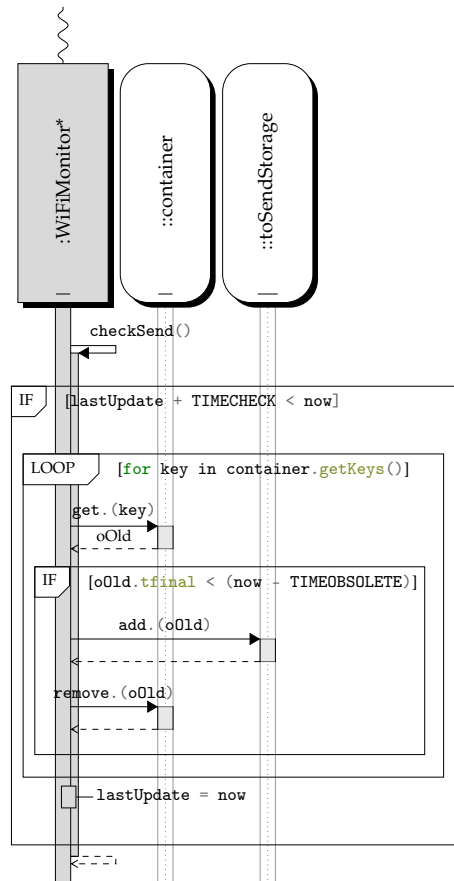 :WiFiMonitor*
::container
::toSendStorage
checkSend()
IF [lastUpdate + TIMECHECK < now]
LOOP [for key in container.getKeys()]
get.(key)
oOld
IF [oOld.tfinal < (now - TIMEOBSOLETE)]
add.(oOld)
remove.(oOld)
lastUpdate = now